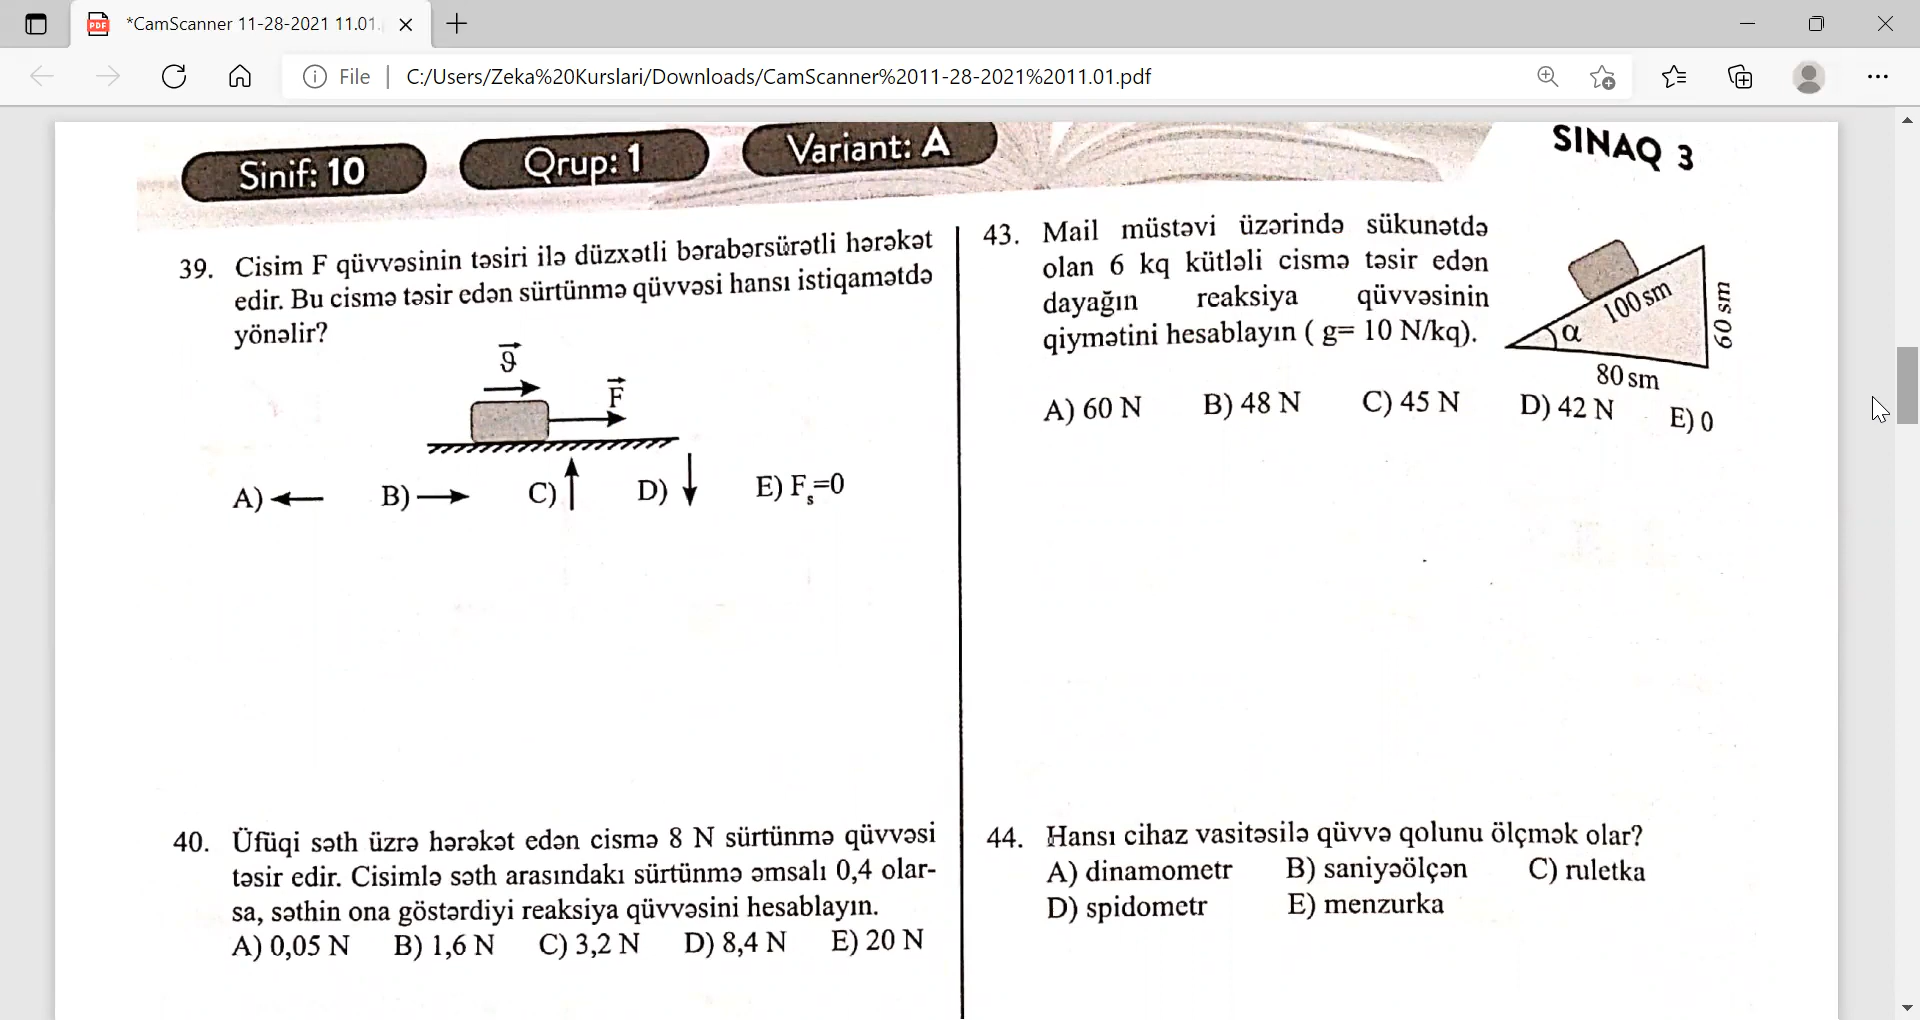 *CamScanner 11-28-2021 11.01.
File | C:/Users/Zeka%20Kurslari/Downloads/CamScanner%2011-28-2021%2011.01.pdf
Sinif: 10
Qrup: 1
Variant: A
SINAQ 3
39. Cisim F qüvvəsinin təsiri ilə düzxətli bərabərsürətli hərəkət
edir. Bu cismə təsir edən sürtünmə qüvvəsi hansı istiqamətdə
yönəlir?
ϑ
F
A) ← B) → C) ↑ D) ↓ E) Fₛ=0
40. Üfüqi səth üzrə hərəkət edən cismə 8 N sürtünmə qüvvəsi
təsir edir. Cisimlə səth arasındakı sürtünmə əmsalı 0,4 olar-
sa, səthin ona göstərdiyi reaksiya qüvvəsini hesablayın.
A) 0,05 N B) 1,6 N C) 3,2 N D) 8,4 N E) 20 N
43. Mail müstəvi üzərində sükunətdə
olan 6 kq kütləli cismə təsir edən
dayağın reaksiya qüvvəsinin
qiymətini hesablayın ( g= 10 N/kq).
100 sm
60 sm
α
80 sm
A) 60 N B) 48 N C) 45 N D) 42 N E) 0
44. Hansı cihaz vasitəsilə qüvvə qolunu ölçmək olar?
A) dinamometr B) saniyəölçən C) ruletka
D) spidometr E) menzurka